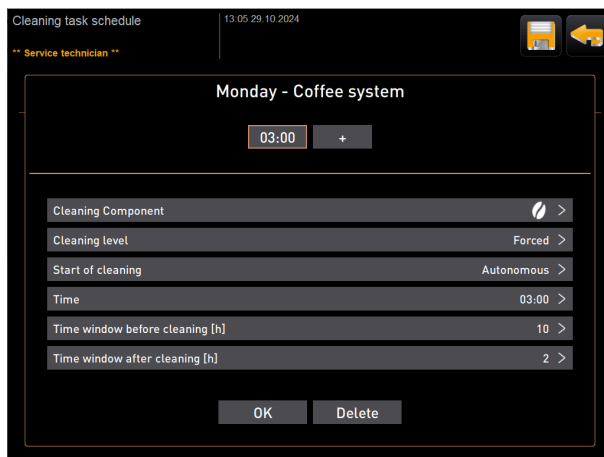 Cleaning task schedule
13:05 29.10.2024
** Service technician **
Monday - Coffee system
03:00 +
Cleaning Component >
Cleaning level Forced >
Start of cleaning Autonomous >
Time 03:00 >
Time window before cleaning [h] 10 >
Time window after cleaning [h] 2 >
OK Delete